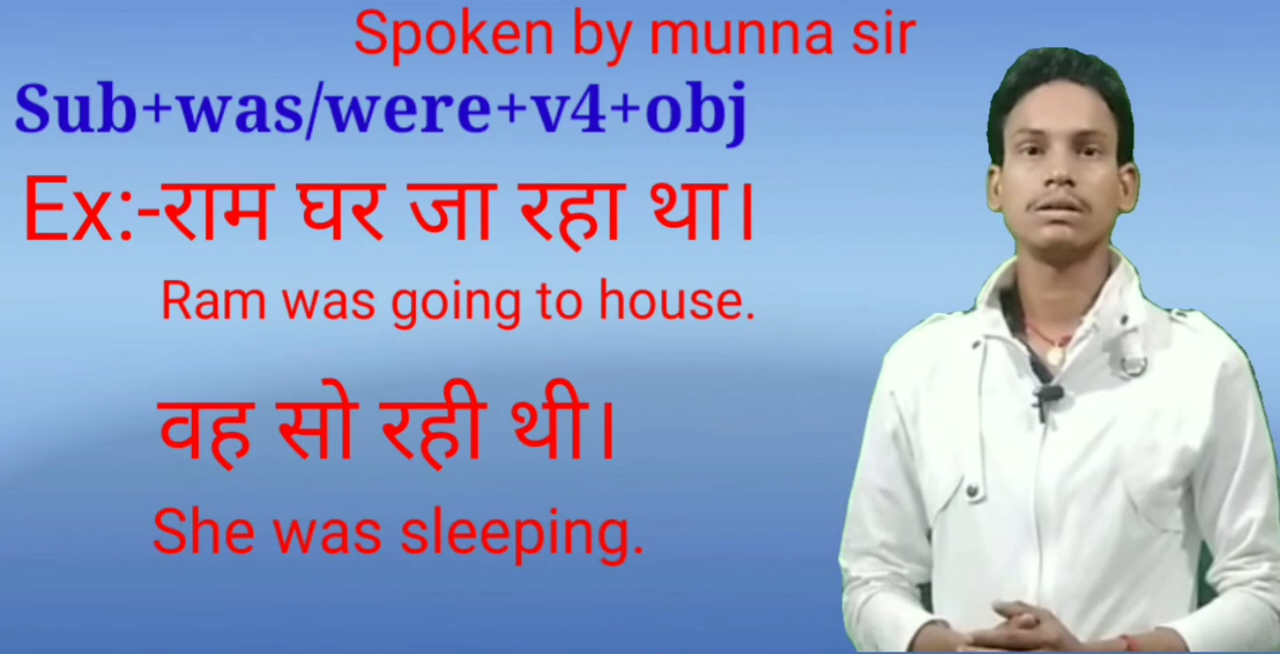 Spoken by munna sir
Sub+was/were+v4+obj
Ex:-राम घर जा रहा था।
Ram was going to house.
वह सो रही थी।
She was sleeping.